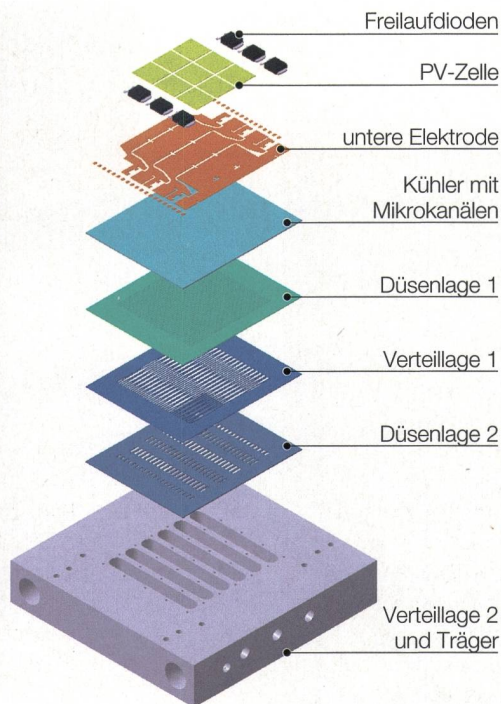 Freilaufdioden
PV-Zelle
untere Elektrode
Kühler mit
Mikrokanälen
Düsenlage 1
Verteillage 1
Düsenlage 2
Verteillage 2
und Träger